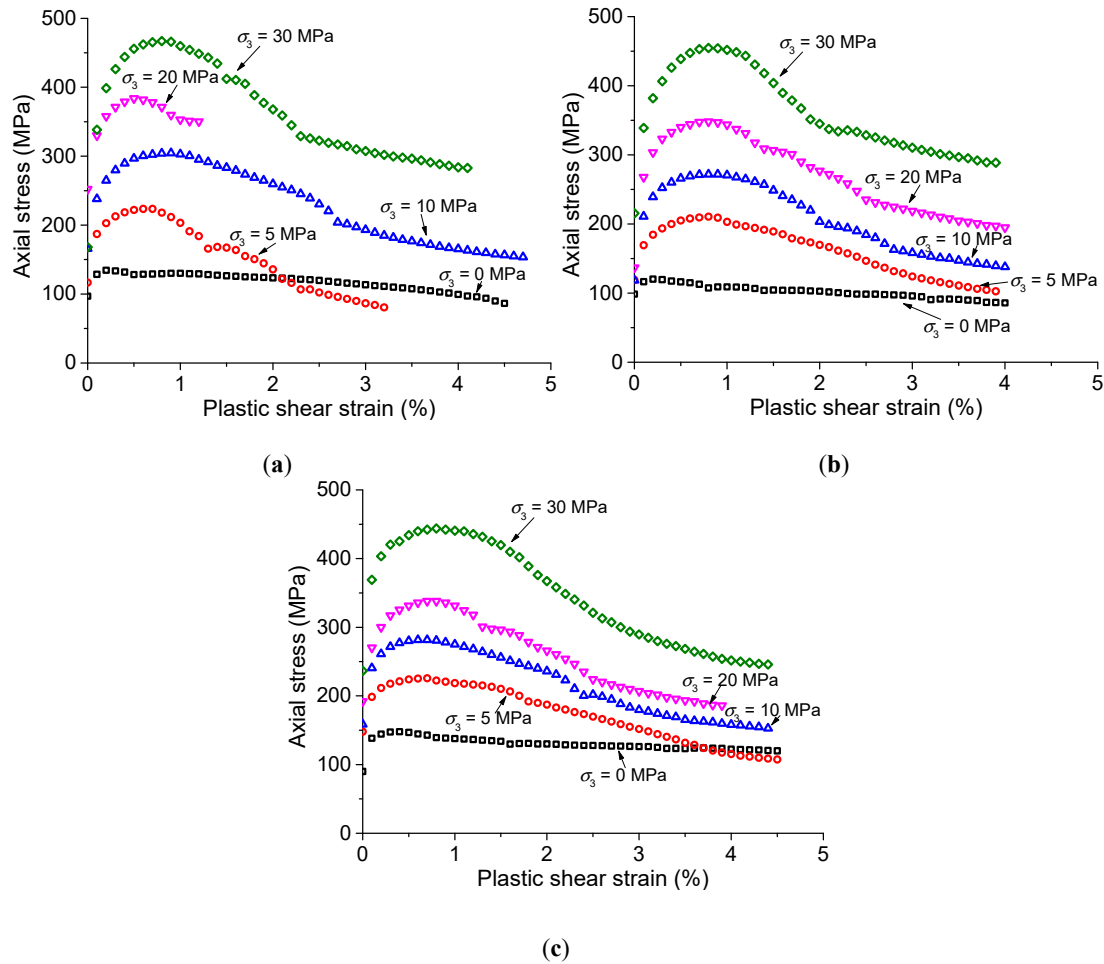 500
400
300
200
100
0
Axial stress (MPa)
σ3 = 30 MPa
σ3 = 20 MPa
σ3 = 10 MPa
σ3 = 5 MPa
σ3 = 0 MPa
0 1 2 3 4 5
Plastic shear strain (%)
(a)
500
400
300
200
100
0
Axial stress (MPa)
σ3 = 30 MPa
σ3 = 20 MPa
σ3 = 10 MPa
σ3 = 5 MPa
σ3 = 0 MPa
0 1 2 3 4 5
Plastic shear strain (%)
(b)
500
400
300
200
100
0
Axial stress (MPa)
σ3 = 30 MPa
σ3 = 20 MPa
σ3 = 10 MPa
σ3 = 5 MPa
σ3 = 0 MPa
0 1 2 3 4 5
Plastic shear strain (%)
(c)